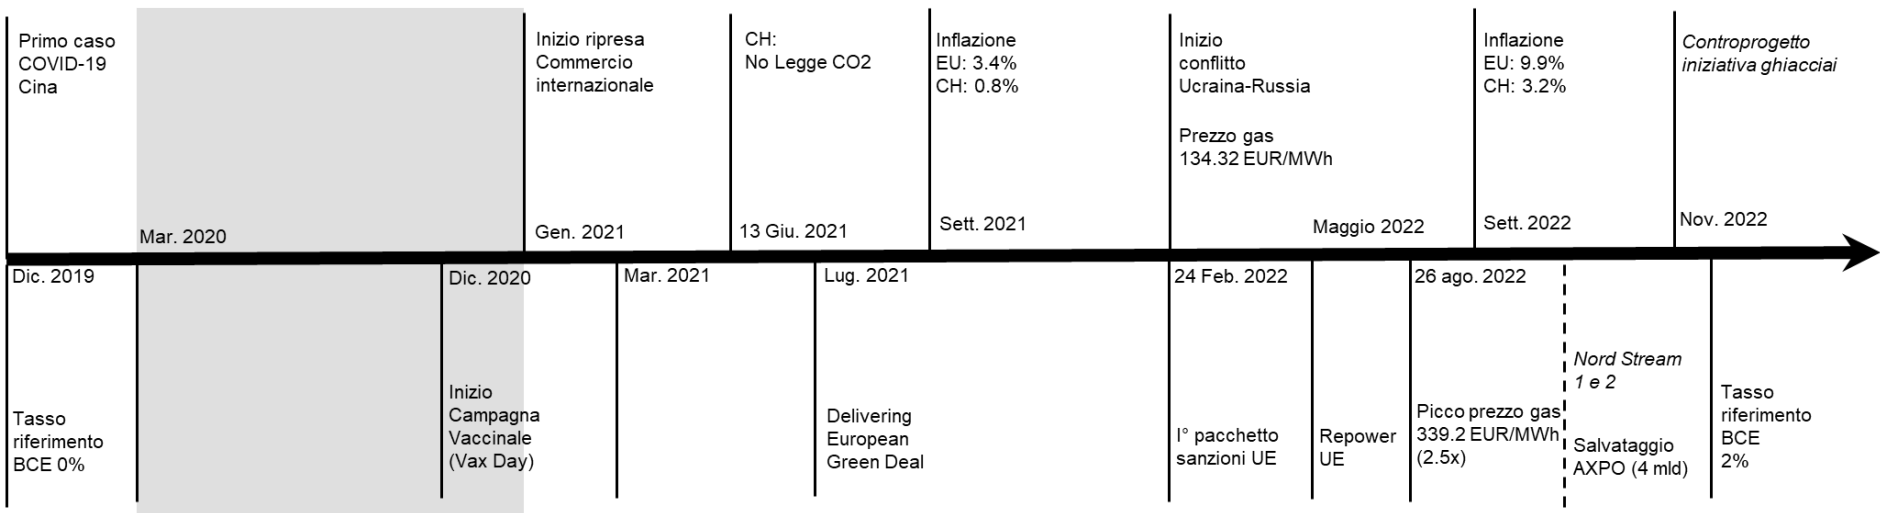 Primo caso
COVID-19
Cina
Inizio ripresa
Commercio
internazionale
CH:
No Legge CO2
Inflazione
EU: 3.4%
CH: 0.8%
Inizio
conflitto
Ucraina-Russia
Prezzo gas
134.32 EUR/MWh
Inflazione
EU: 9.9%
CH: 3.2%
Controprogetto
iniziativa ghiacciai
Mar. 2020
Gen. 2021
13 Giu. 2021
Sett. 2021
Maggio 2022
Sett. 2022
Nov. 2022
Dic. 2019
Dic. 2020
Mar. 2021
Lug. 2021
24 Feb. 2022
26 ago. 2022
Tasso
riferimento
BCE 0%
Inizio
Campagna
Vaccinale
(Vax Day)
Delivering
European
Green Deal
I° pacchetto
sanzioni UE
Repower
UE
Picco prezzo gas
339.2 EUR/MWh
(2.5x)
Nord Stream
1 e 2
Salvataggio
AXPO (4 mld)
Tasso
riferimento
BCE
2%